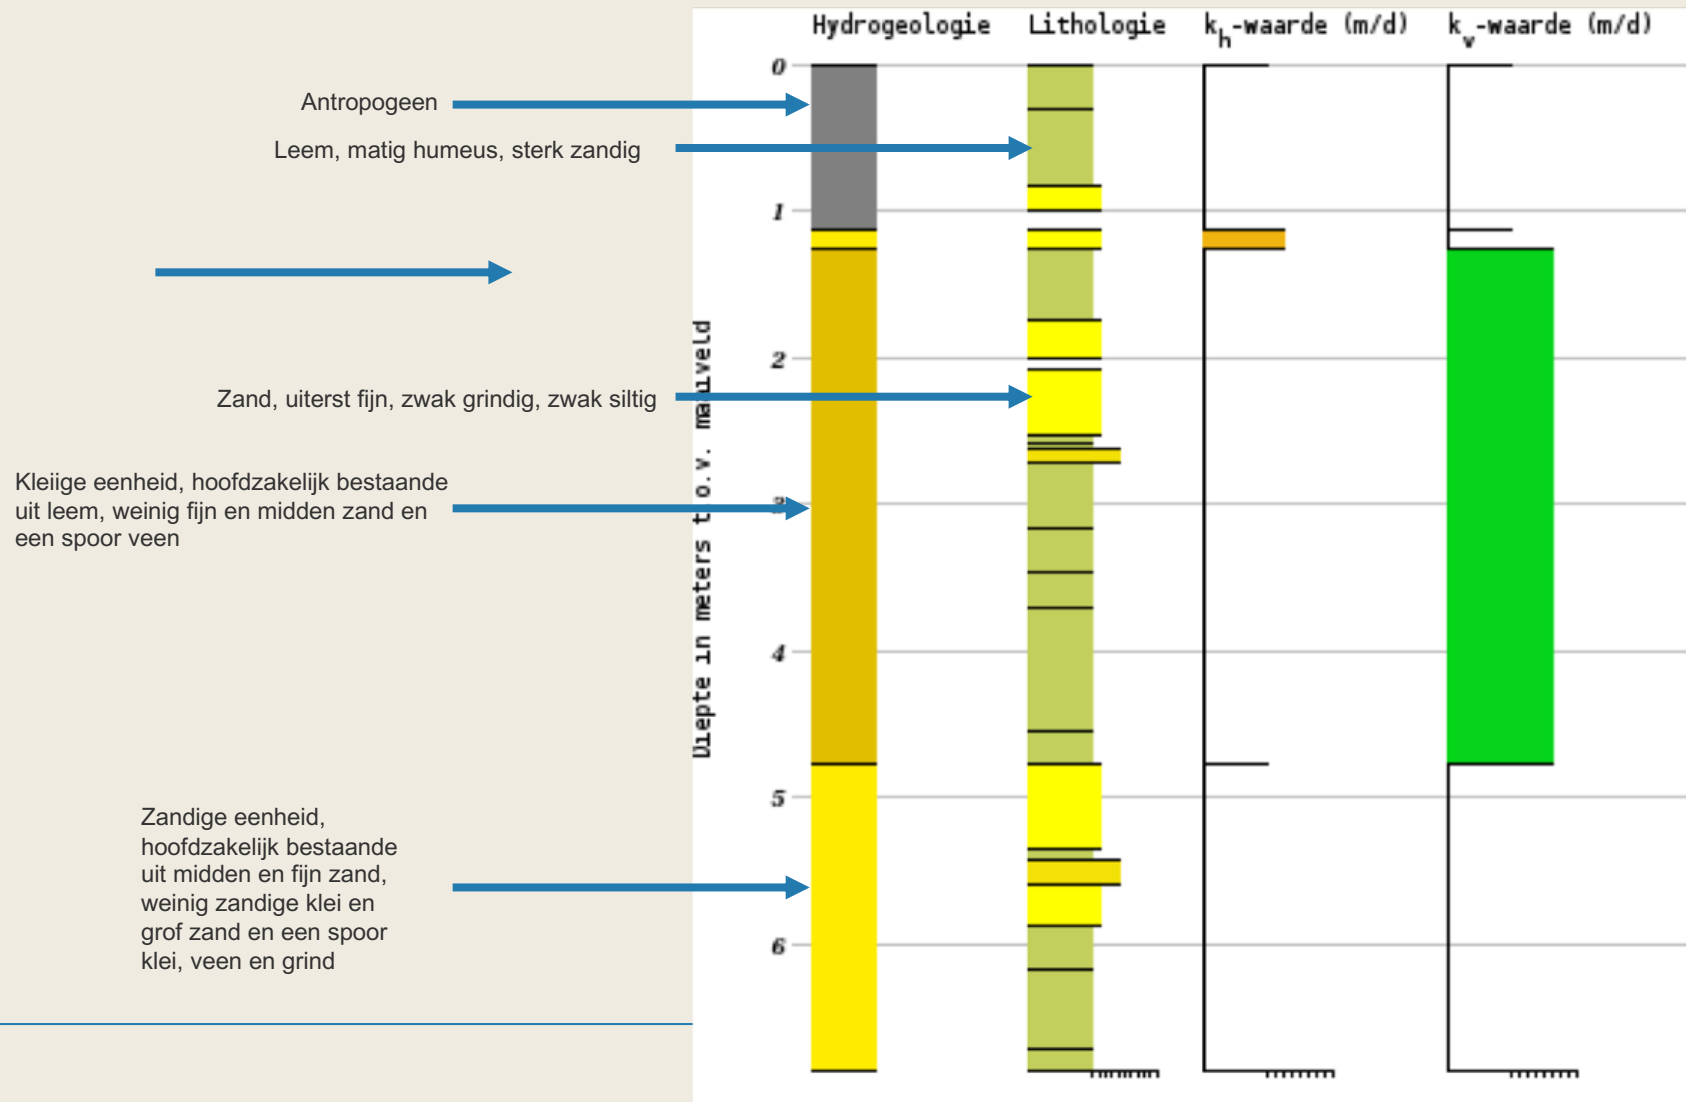 Hydrogeologie Lithologie kh-waarde (m/d) kv-waarde (m/d)
0
Antropogeen
Leem, matig humeus, sterk zandig
1
2
Zand, uiterst fijn, zwak grindig, zwak siltig
Kleiige eenheid, hoofdzakelijk bestaande
uit leem, weinig fijn en midden zand en
een spoor veen
3
Diepte in meters t.o.v. maaiveld
4
5
Zandige eenheid,
hoofdzakelijk bestaande
uit midden en fijn zand,
weinig zandige klei en
grof zand en een spoor
klei, veen en grind
6